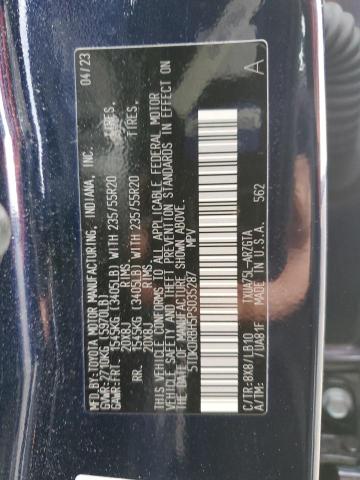 MFD. BY: TOYOTA MOTOR MANUFACTURING, INDIANA, INC. 04/23
GVWR: 2710KG (5970LB)
GAWR: FRT. 1545KG (3405LB) WITH 235/55R20 TIRES,
20X8J RIMS
RR. 1545KG (3405LB) WITH 235/55R20 TIRES,
20X8J RIMS
THIS VEHICLE CONFORMS TO ALL APPLICABLE FEDERAL MOTOR
VEHICLE SAFETY AND THEFT PREVENTION STANDARDS IN EFFECT ON
THE DATE OF MANUFACTURE SHOWN ABOVE.
MPV
C/TR: 8X8/LB10 TXUA75L-ARZGTA A
A/TM: /UA81F MADE IN U.S.A. 562